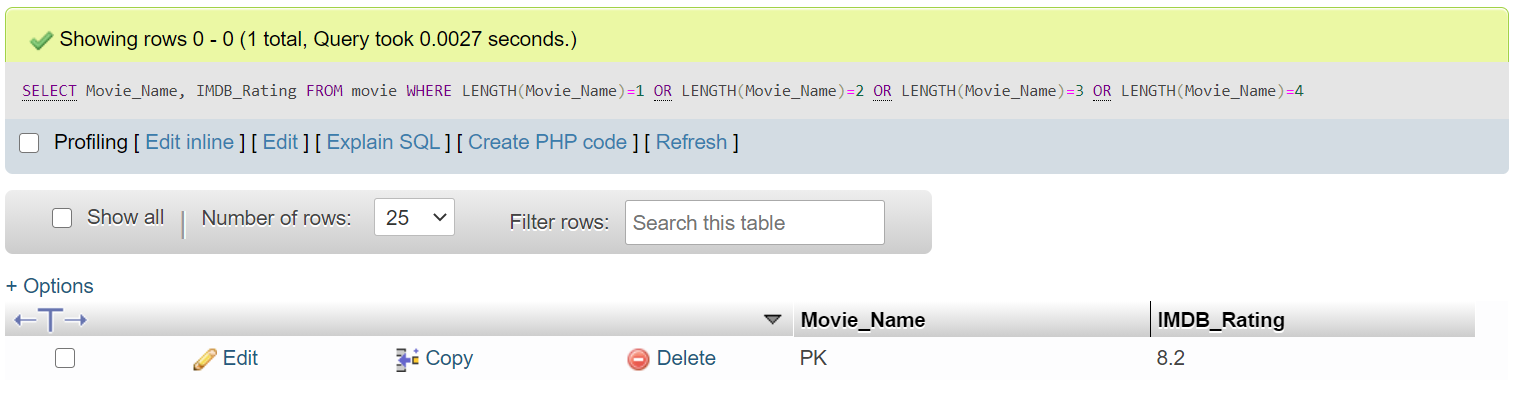 Showing rows 0 - 0 (1 total, Query took 0.0027 seconds.)
SELECT Movie_Name, IMDB_Rating FROM movie WHERE LENGTH(Movie_Name)=1 OR LENGTH(Movie_Name)=2 OR LENGTH(Movie_Name)=3 OR LENGTH(Movie_Name)=4
Profiling [ Edit inline ] [ Edit ] [ Explain SQL ] [ Create PHP code ] [ Refresh ]
Show all | Number of rows: 25 Filter rows: Search this table
+ Options
←T→ Movie_Name IMDB_Rating
Edit Copy Delete PK 8.2